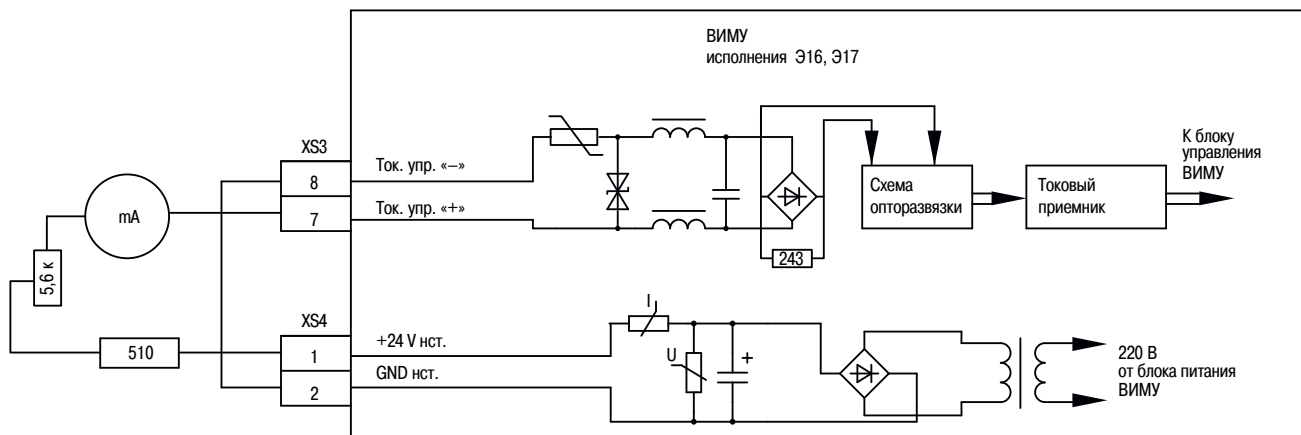 ВИМУ
исполнения Э16, Э17
XS3
8
7
Ток. упр. «–»
Ток. упр. «+»
mA
5,6 к
510
Схема
опторазвязки
Токовый
приемник
К блоку
управления
ВИМУ
243
XS4
1
2
+24 V нст.
GND нст.
I
U
+
220 В
от блока питания
ВИМУ